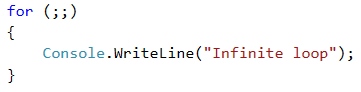 for (;;)
{
    Console.WriteLine("Infinite loop");
}